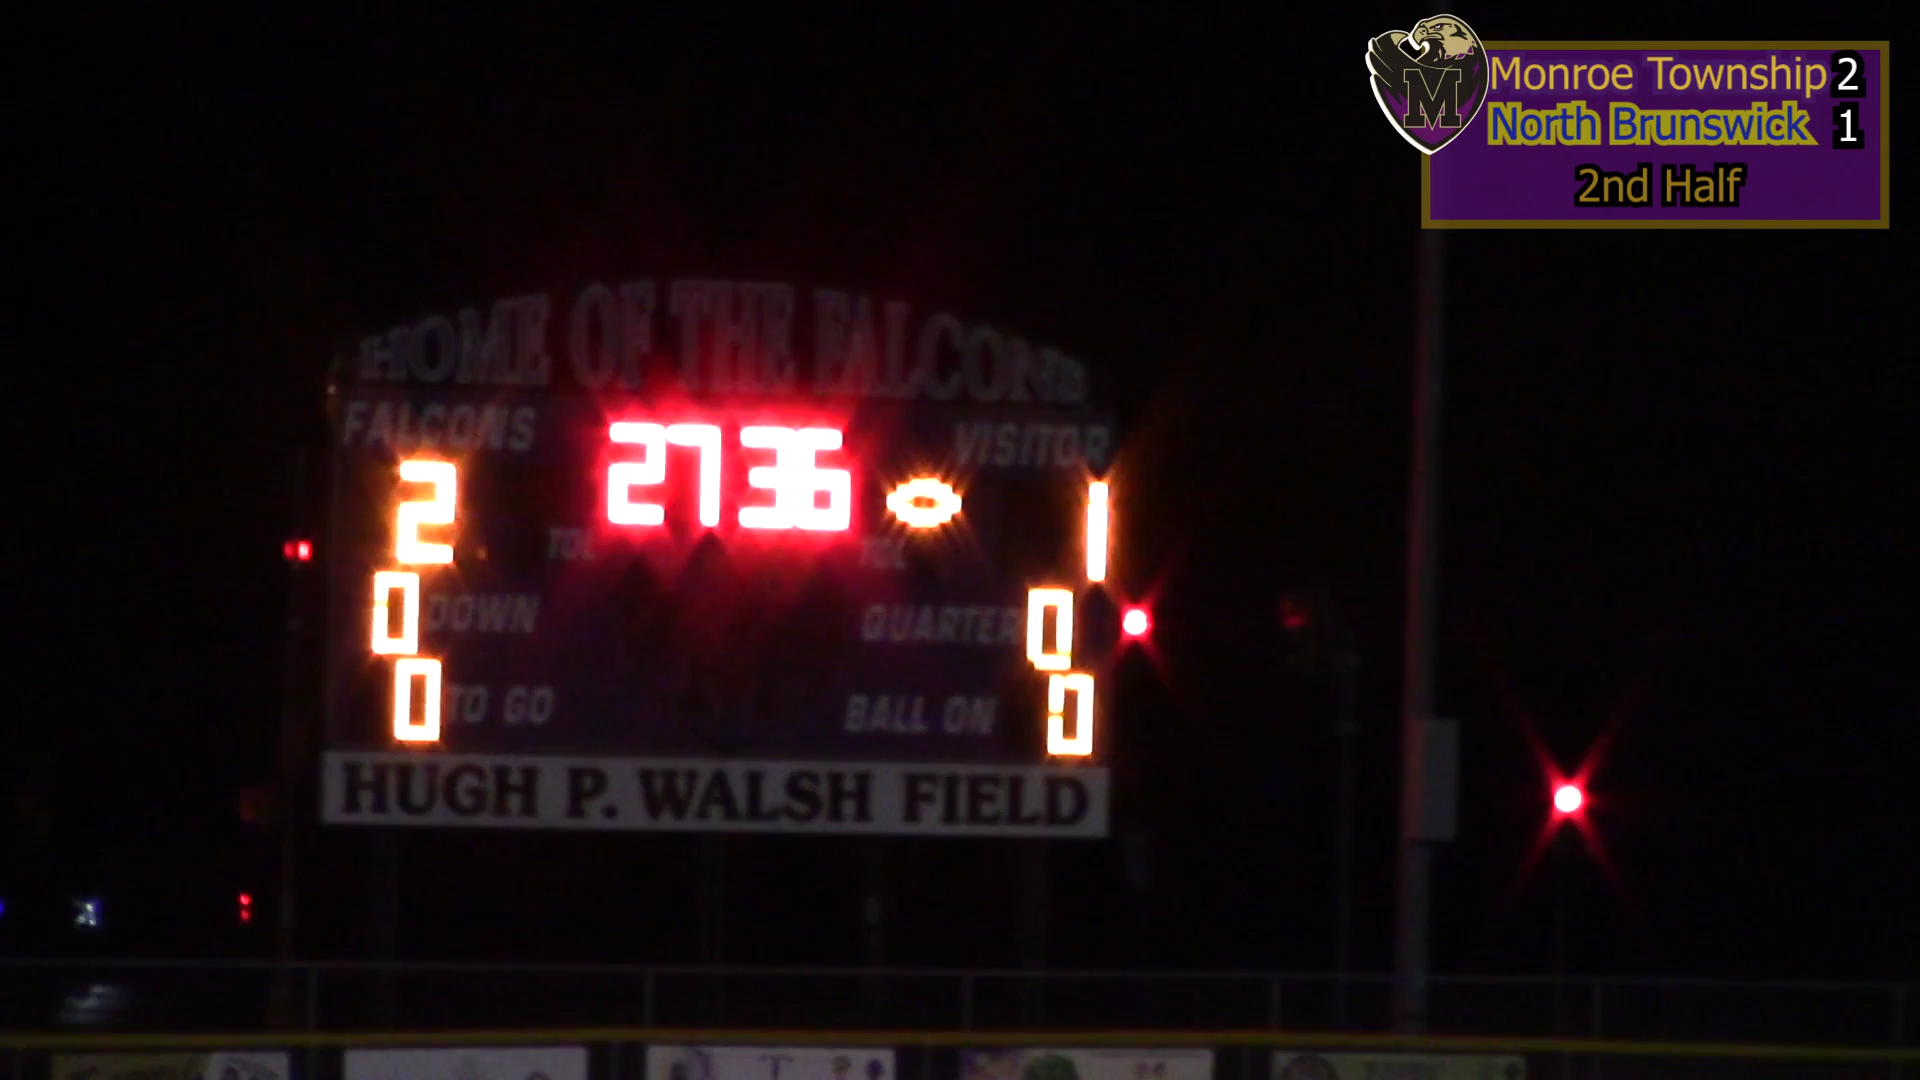 M
Monroe Township 2
North Brunswick 1
2nd Half
HOME OF THE FALCONS
FALCONS 27 36 VISITOR
2 1
TOL TOL
0 DOWN QUARTER 0
0 TO GO BALL ON 0
HUGH P. WALSH FIELD